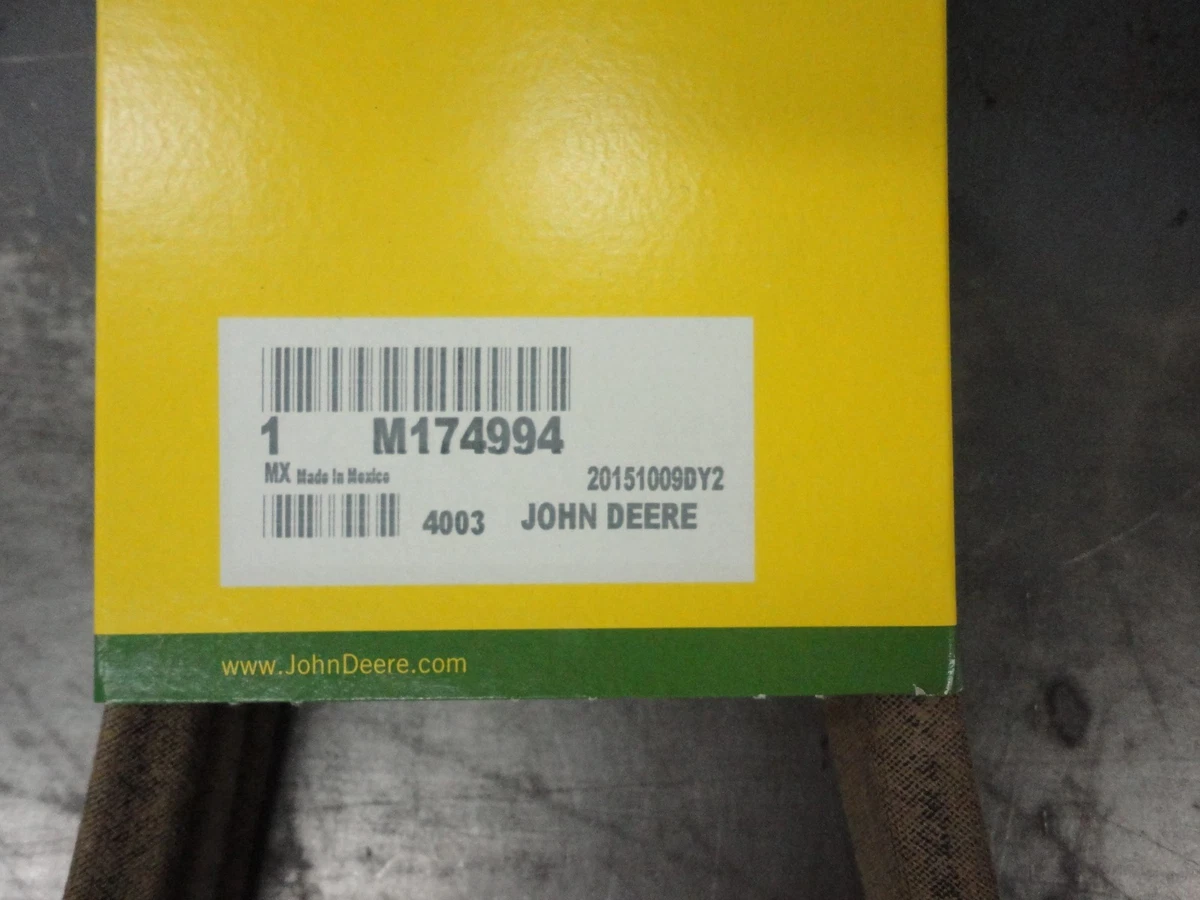 1 M174994
MX Made In Mexico 20151009DY2
4003 JOHN DEERE
www.JohnDeere.com